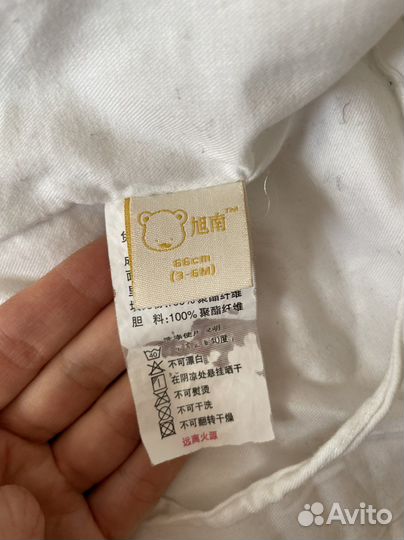 旭南™
66cm
(3-6M)
胆 料:100%聚酯纤维
不可漂白
在阴凉处悬挂晒干
不可熨烫
不可干洗
不可翻转干燥
远离火源
Avito